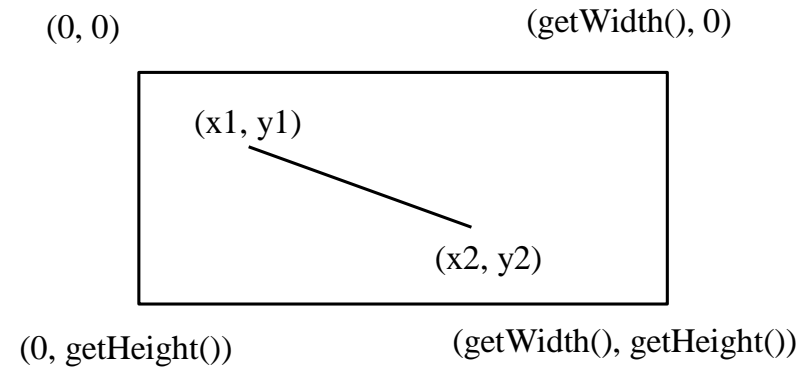 (0, 0)
(getWidth(), 0)
(x1, y1)
(x2, y2)
(0, getHeight())
(getWidth(), getHeight())